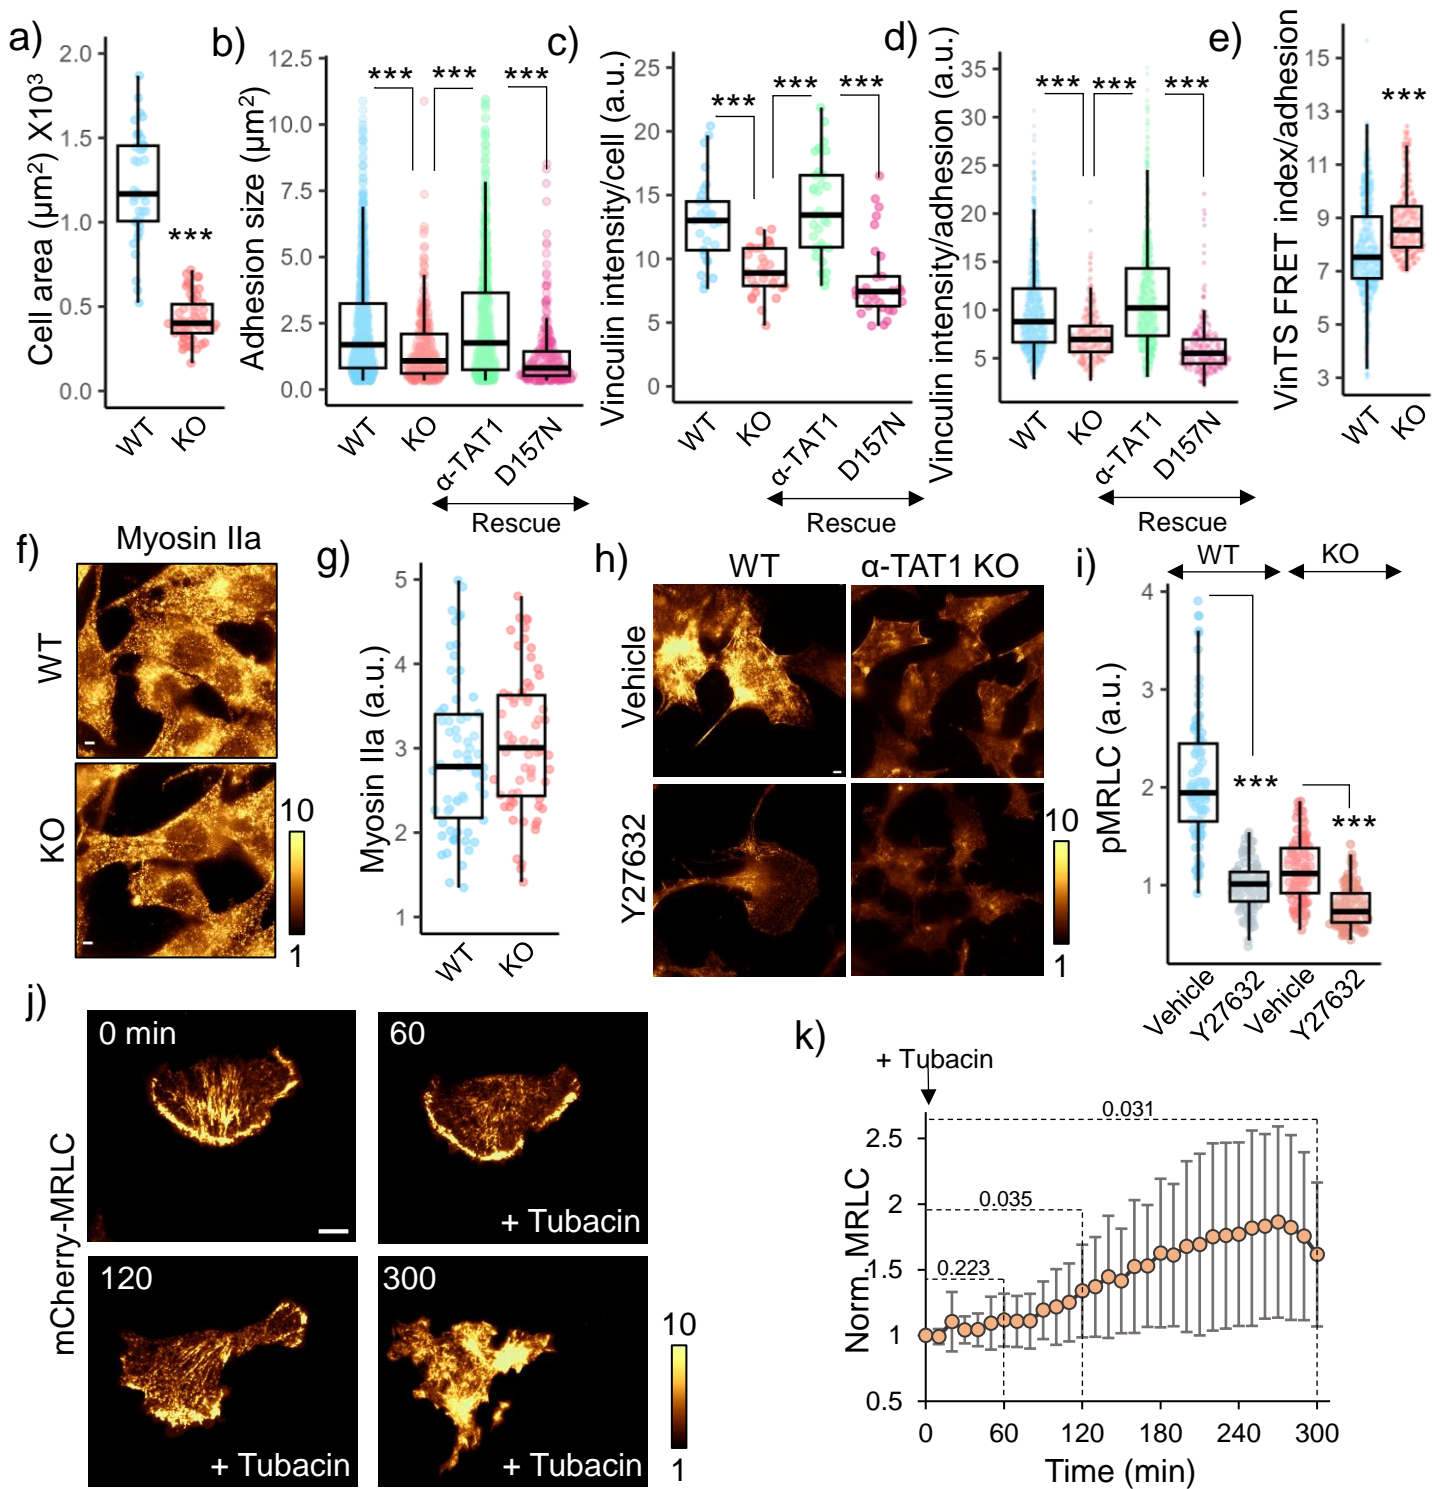 a)
Cell area (µm²) X10³
2.0
1.5
1.0
0.5
0.0
***
WT
KO
b)
Adhesion size (µm²)
12.5
10.0
7.5
5.0
2.5
0.0
***
***
***
WT
KO
α-TAT1
D157N
Rescue
c)
Vinculin intensity/cell (a.u.)
25
20
15
10
5
0
***
***
***
WT
KO
α-TAT1
D157N
Rescue
d)
Vinculin intensity/adhesion (a.u.)
35
30
25
20
15
10
5
***
***
***
WT
KO
α-TAT1
D157N
Rescue
e)
VinTS FRET index/adhesion
15
13
11
9
7
5
3
***
WT
KO
f)
Myosin IIa
WT
KO
10
1
g)
Myosin IIa (a.u.)
5
4
3
2
1
WT
KO
h)
WT
α-TAT1 KO
Vehicle
Y27632
10
1
i)
WT
KO
pMRLC (a.u.)
4
3
2
1
***
***
Vehicle
Y27632
Vehicle
Y27632
j)
mCherry-MRLC
0 min
60
+ Tubacin
120
+ Tubacin
300
+ Tubacin
10
1
k)
+ Tubacin
Norm. MRLC
2.5
2
1.5
1
0.5
0.031
0.035
0.223
0
60
120
180
240
300
Time (min)